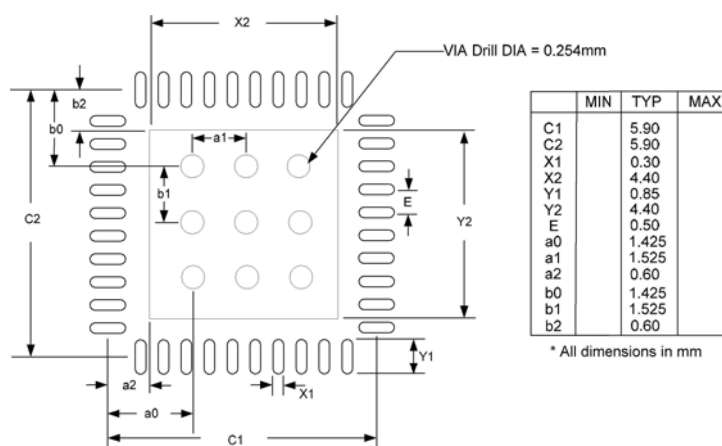 X2
VIA Drill DIA = 0.254mm
b2
b0
a1
b1
E
C2
Y2
Y1
X1
a2
a0
C1
MIN TYP MAX
C1 5.90
C2 5.90
X1 0.30
X2 4.40
Y1 0.85
Y2 4.40
E 0.50
a0 1.425
a1 1.525
a2 0.60
b0 1.425
b1 1.525
b2 0.60
* All dimensions in mm